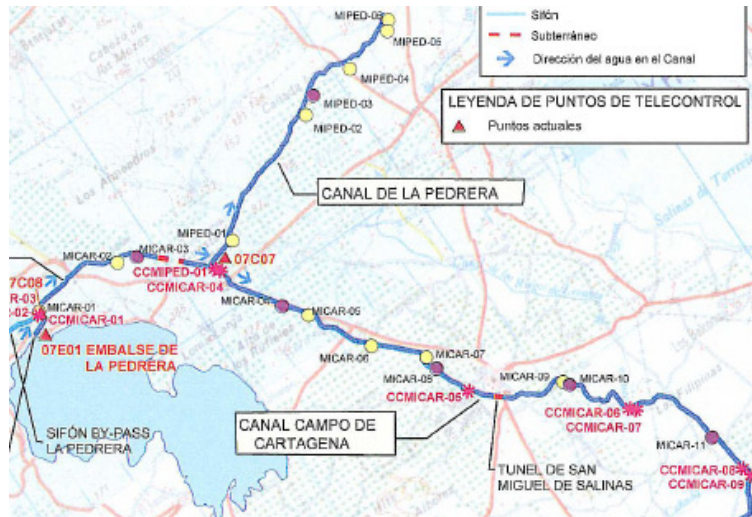 Sifón
Subterráneo
Dirección del agua en el Canal
LEYENDA DE PUNTOS DE TELECONTROL
Puntos actuales
MIPED-05
MIPED-04
MIPED-03
MIPED-02
CANAL DE LA PEDRERA
MIPED-01
MICAR-03
MICAR-02
07C07
CCMIPED-01
CCMICAR-04
7C08
AR-03
MICAR-01
CCMICAR-01
MICAR-04
MICAR-05
07E01 EMBALSE DE
LA PEDRERA
MICAR-06
MICAR-07
MICAR-08
MICAR-09
MICAR-10
CCMICAR-05
CCMICAR-06
CCMICAR-07
CANAL CAMPO DE
CARTAGENA
SIFÓN BY-PASS
LA PEDRERA
MICAR-11
TUNEL DE SAN
MIGUEL DE SALINAS
CCMICAR-08
CCMICAR-09